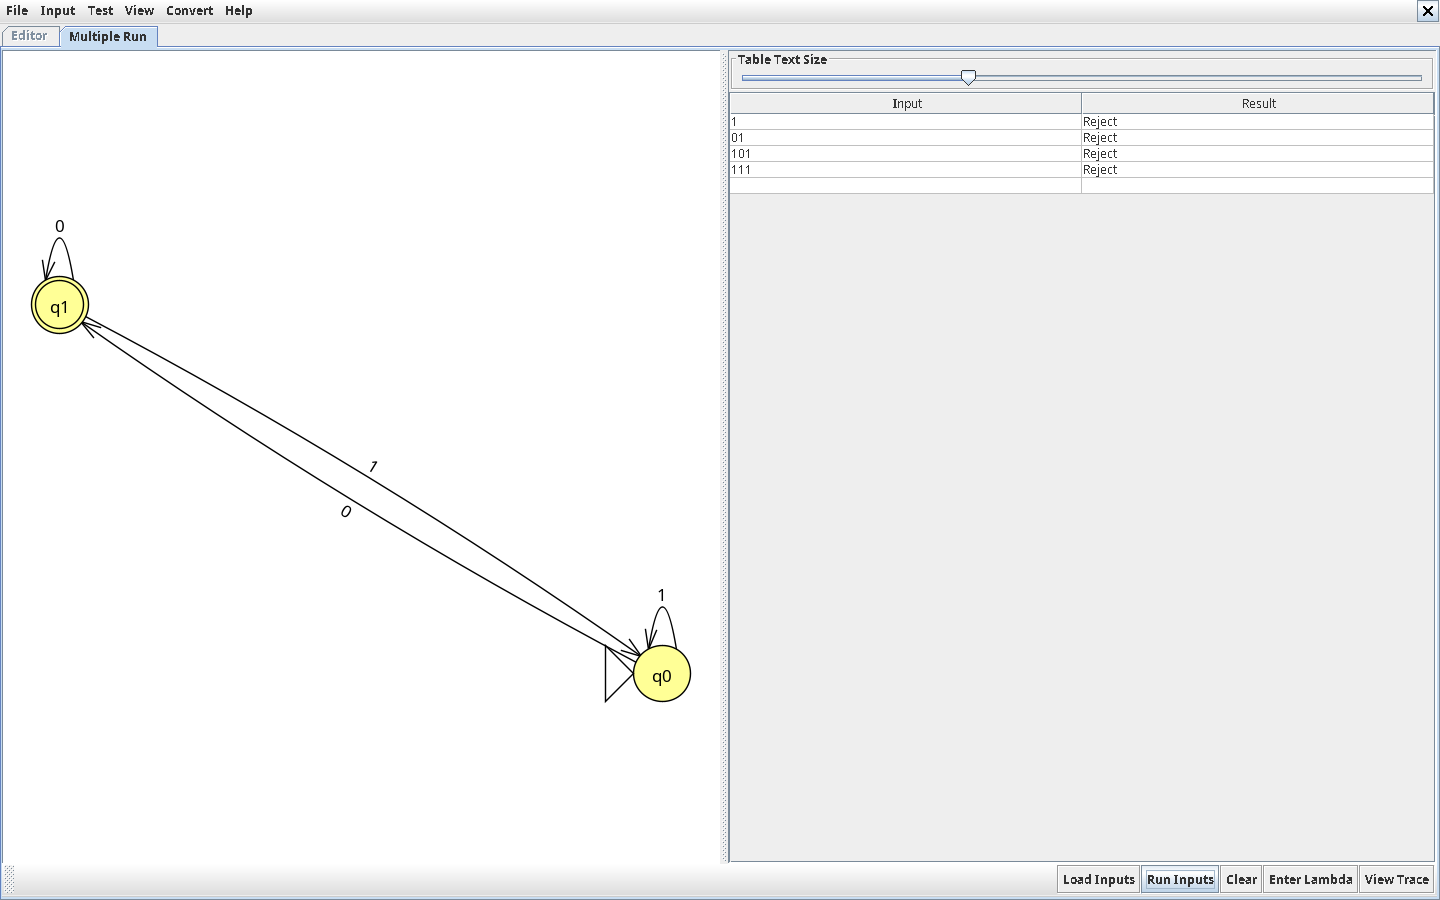 File Input Test View Convert Help
Editor Multiple Run
Table Text Size
Input Result
1 Reject
01 Reject
101 Reject
111 Reject
0
q1
1
0
1
q0
Load Inputs Run Inputs Clear Enter Lambda View Trace